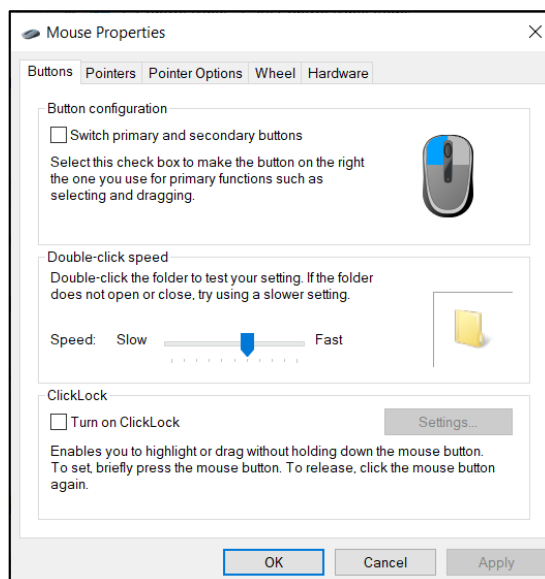 Mouse Properties
Buttons Pointers Pointer Options Wheel Hardware
Button configuration
Switch primary and secondary buttons
Select this check box to make the button on the right
the one you use for primary functions such as
selecting and dragging.
Double-click speed
Double-click the folder to test your setting. If the folder
does not open or close, try using a slower setting.
Speed: Slow Fast
ClickLock
Turn on ClickLock Settings...
Enables you to highlight or drag without holding down the mouse button.
To set, briefly press the mouse button. To release, click the mouse button
again.
OK Cancel Apply